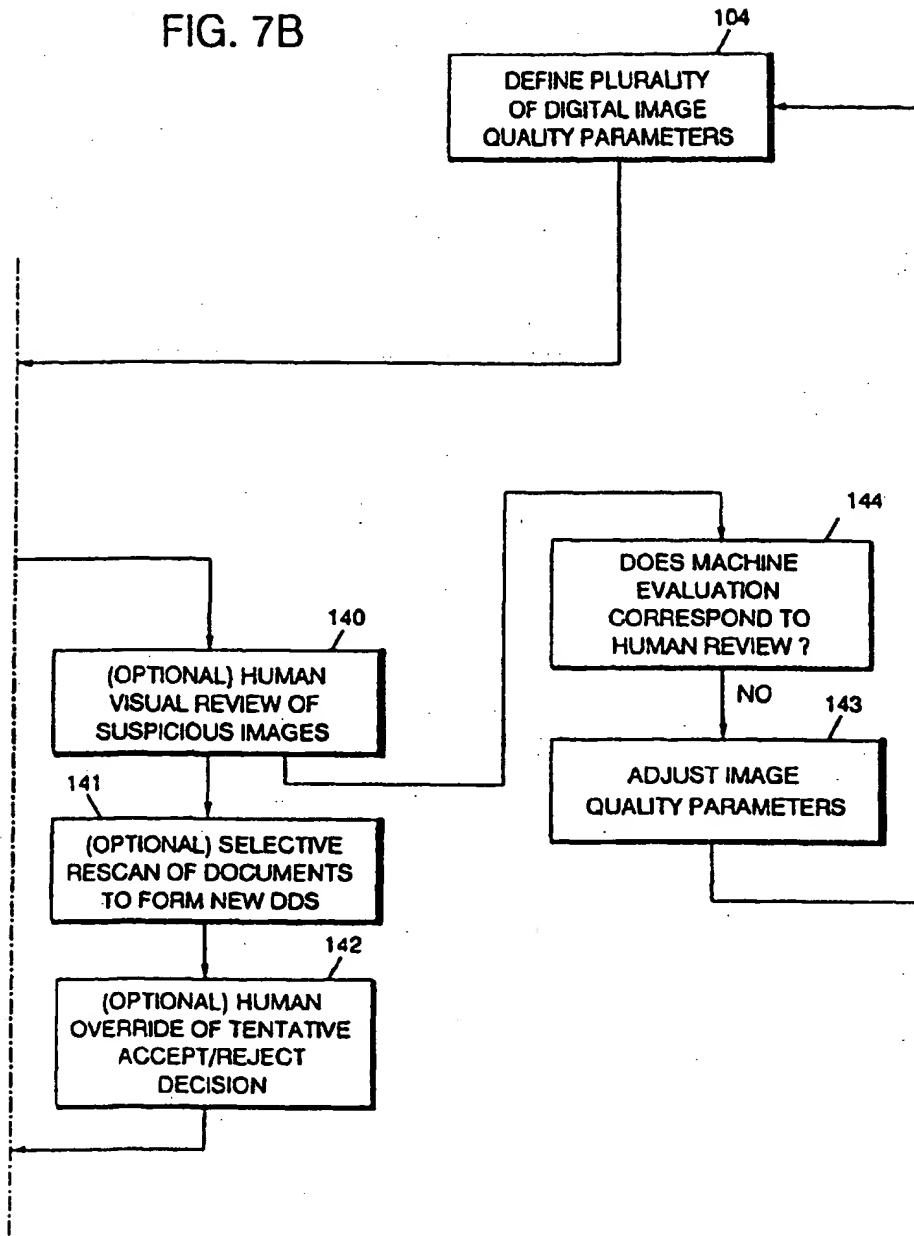 FIG. 7B
104
DEFINE PLURALITY
OF DIGITAL IMAGE
QUALITY PARAMETERS
144
DOES MACHINE
EVALUATION
CORRESPOND TO
HUMAN REVIEW ?
NO
140
(OPTIONAL) HUMAN
VISUAL REVIEW OF
SUSPICIOUS IMAGES
143
ADJUST IMAGE
QUALITY PARAMETERS
141
(OPTIONAL) SELECTIVE
RESCAN OF DOCUMENTS
TO FORM NEW DDS
142
(OPTIONAL) HUMAN
OVERRIDE OF TENTATIVE
ACCEPT/REJECT
DECISION